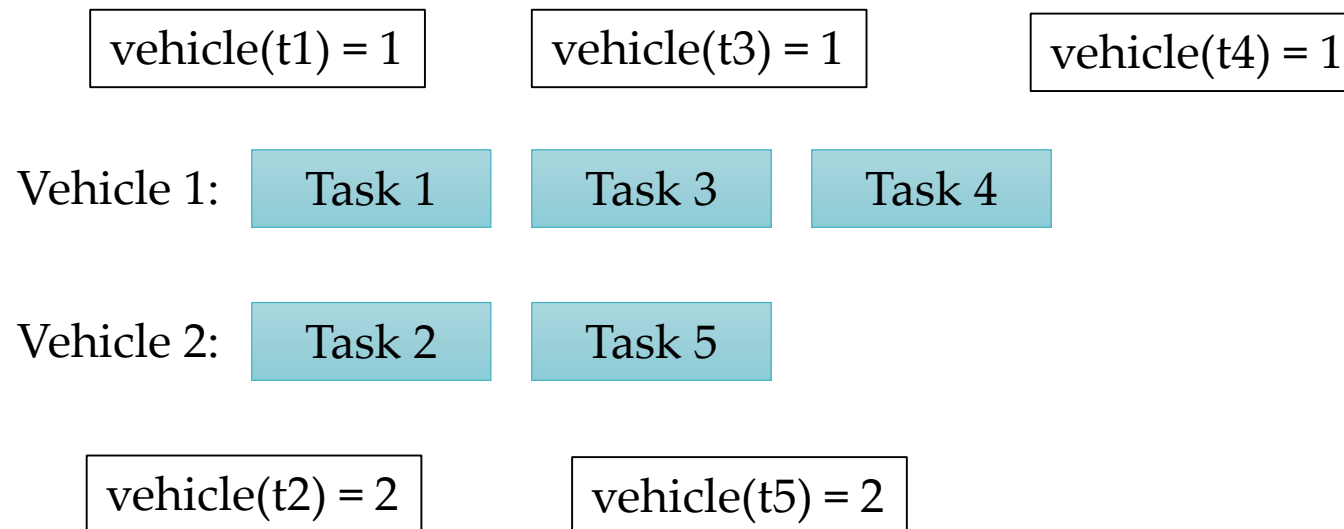 vehicle(t1) = 1 vehicle(t3) = 1 vehicle(t4) = 1
Vehicle 1: Task 1 Task 3 Task 4
Vehicle 2: Task 2 Task 5
vehicle(t2) = 2 vehicle(t5) = 2